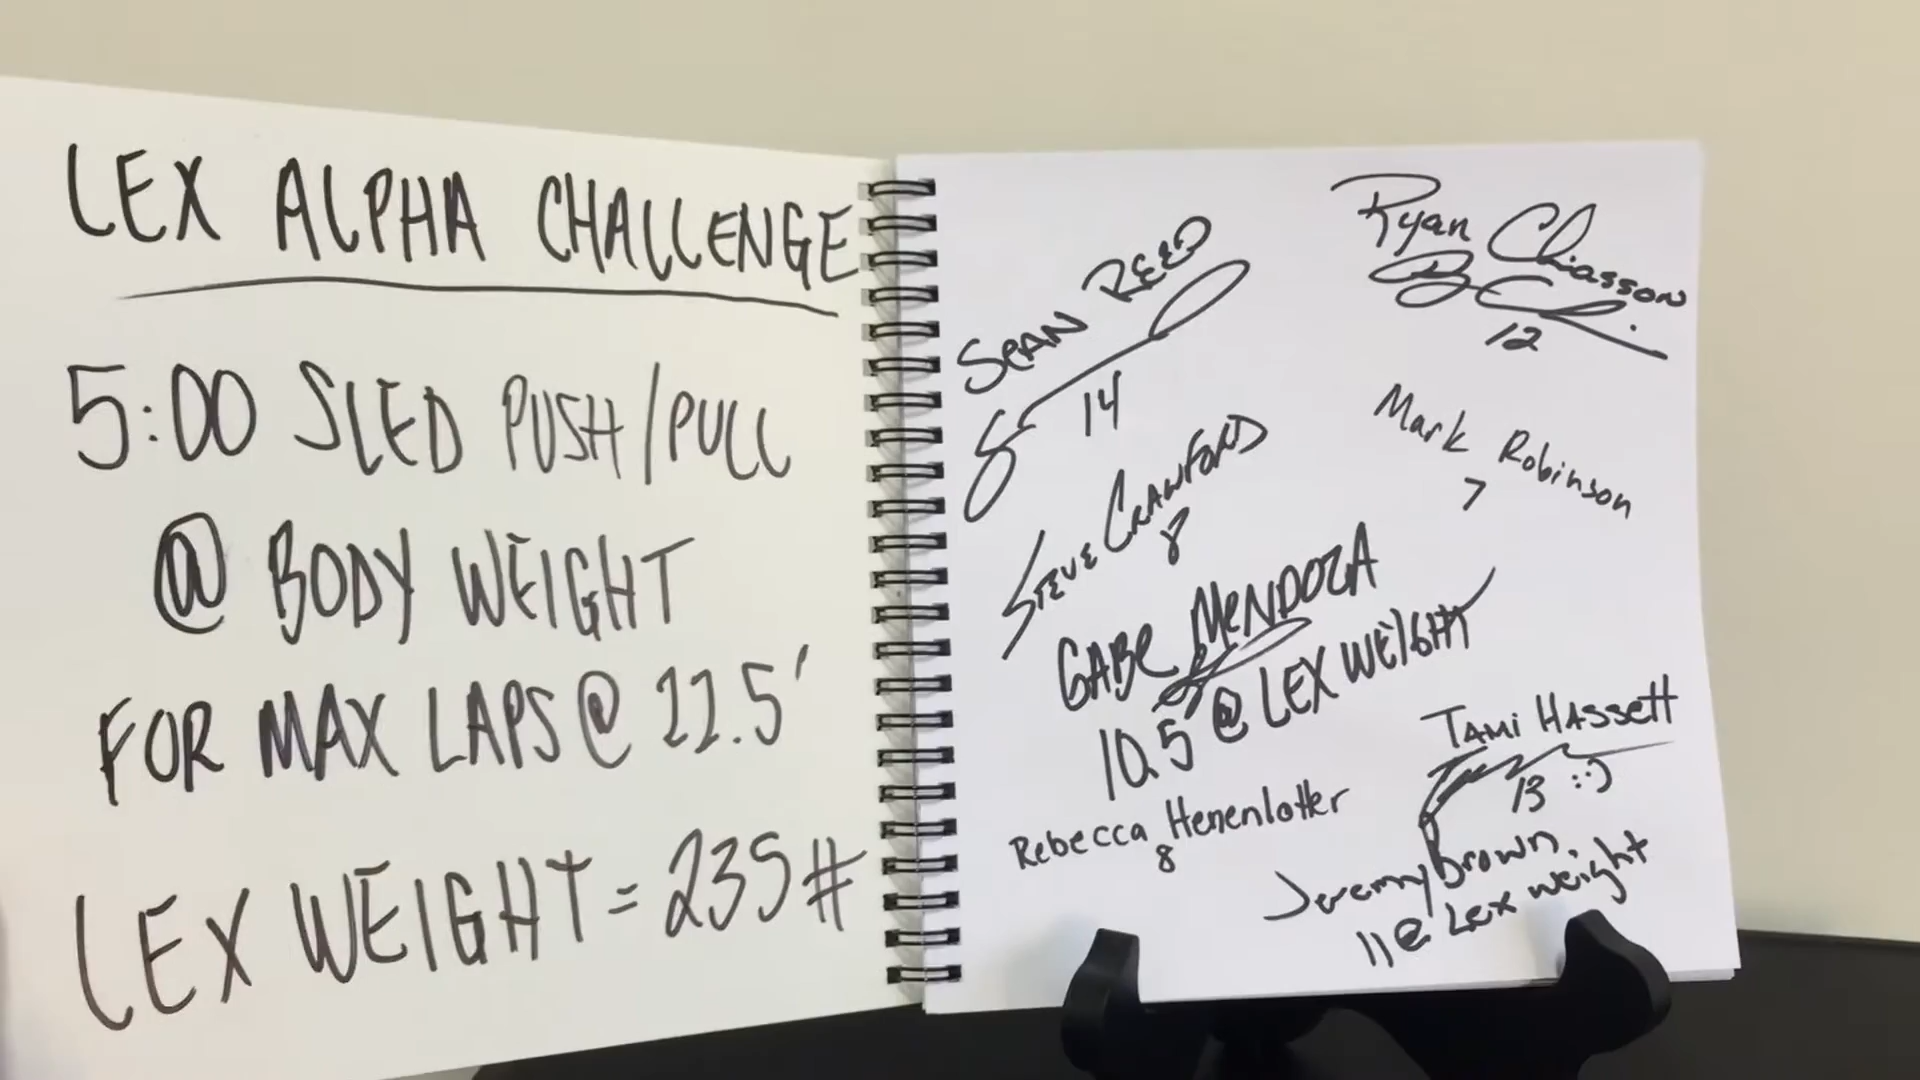 LEX ALPHA CHALLENGE
5:00 SLED PUSH/PULL
@ BODY WEIGHT
FOR MAX LAPS @ 22.5'
LEX WEIGHT = 235#
SEAN REED
14
Ryan Chiasson
12
Mark Robinson
7
STEVE CRAWFORD
8
GABE MENDOZA
10.5 @ LEX WEIGHT
TAMI HASSETT
13 :-)
Rebecca Henenlotter
8
Jeremy Brown
11@ Lex weight